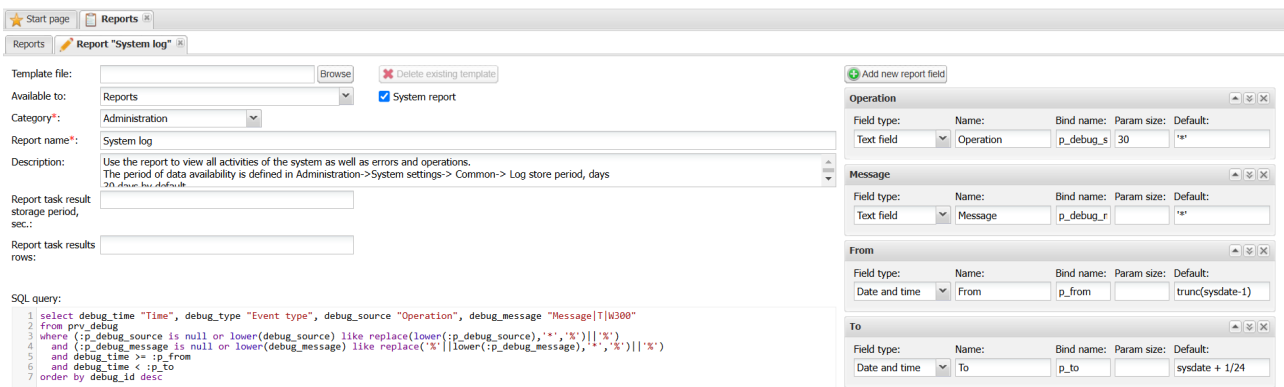 Start page
Reports
Reports
Report "System log"
Template file:
Browse
Delete existing template
Available to:
Reports
System report
Category*:
Administration
Report name*:
System log
Description:
Use the report to view all activities of the system as well as errors and operations.
The period of data availability is defined in Administration->System settings-> Common-> Log store period, days
30 days by default
Report task result
storage period,
sec.:
Report task results
rows:
SQL query:
1 select debug_time "Time", debug_type "Event type", debug_source "Operation", debug_message "Message|T|W300"
2 from prv_debug
3 where (:p_debug_source is null or lower(debug_source) like replace(lower(:p_debug_source),'*','%')||'%')
4 and (:p_debug_message is null or lower(debug_message) like replace('%'||lower(:p_debug_message),'*','%')||'%')
5 and debug_time >= :p_from
6 and debug_time < :p_to
7 order by debug_id desc
Add new report field
Operation
Field type: Name: Bind name: Param size: Default:
Text field Operation p_debug_s 30 '*'
Message
Field type: Name: Bind name: Param size: Default:
Text field Message p_debug_r '*'
From
Field type: Name: Bind name: Param size: Default:
Date and time From p_from trunc(sysdate-1)
To
Field type: Name: Bind name: Param size: Default:
Date and time To p_to sysdate + 1/24